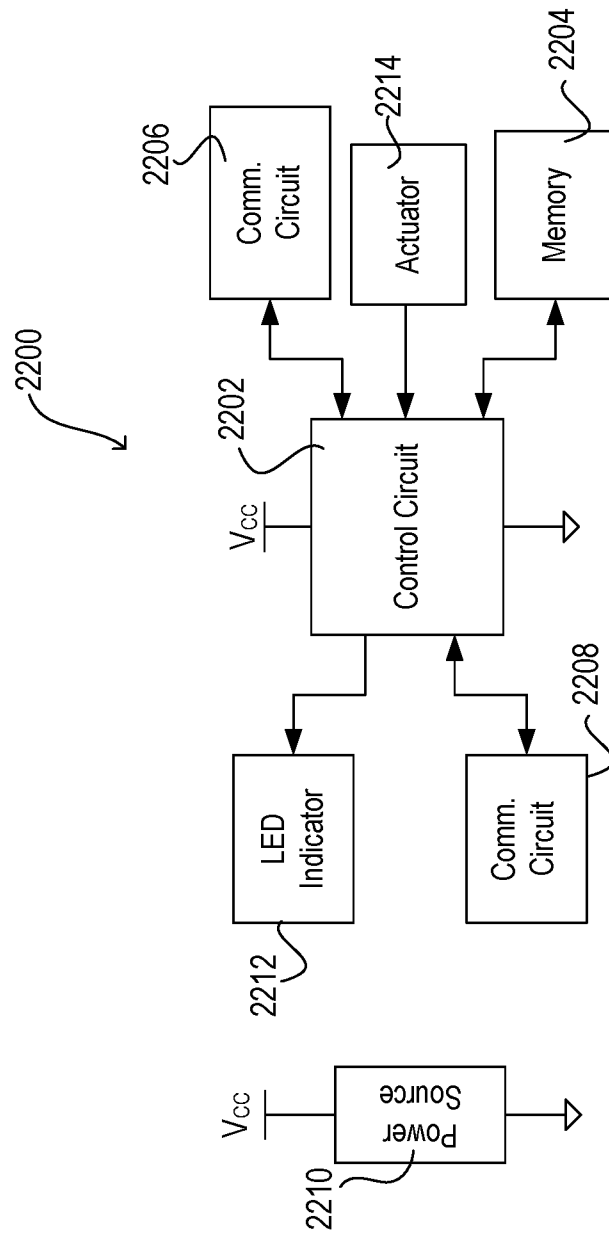 2200
2206
Comm.
Circuit
2214
Actuator
2204
Memory
2202
VCC
Control Circuit
LED
Indicator
2212
Comm.
Circuit
2208
VCC
Power
Source
2210